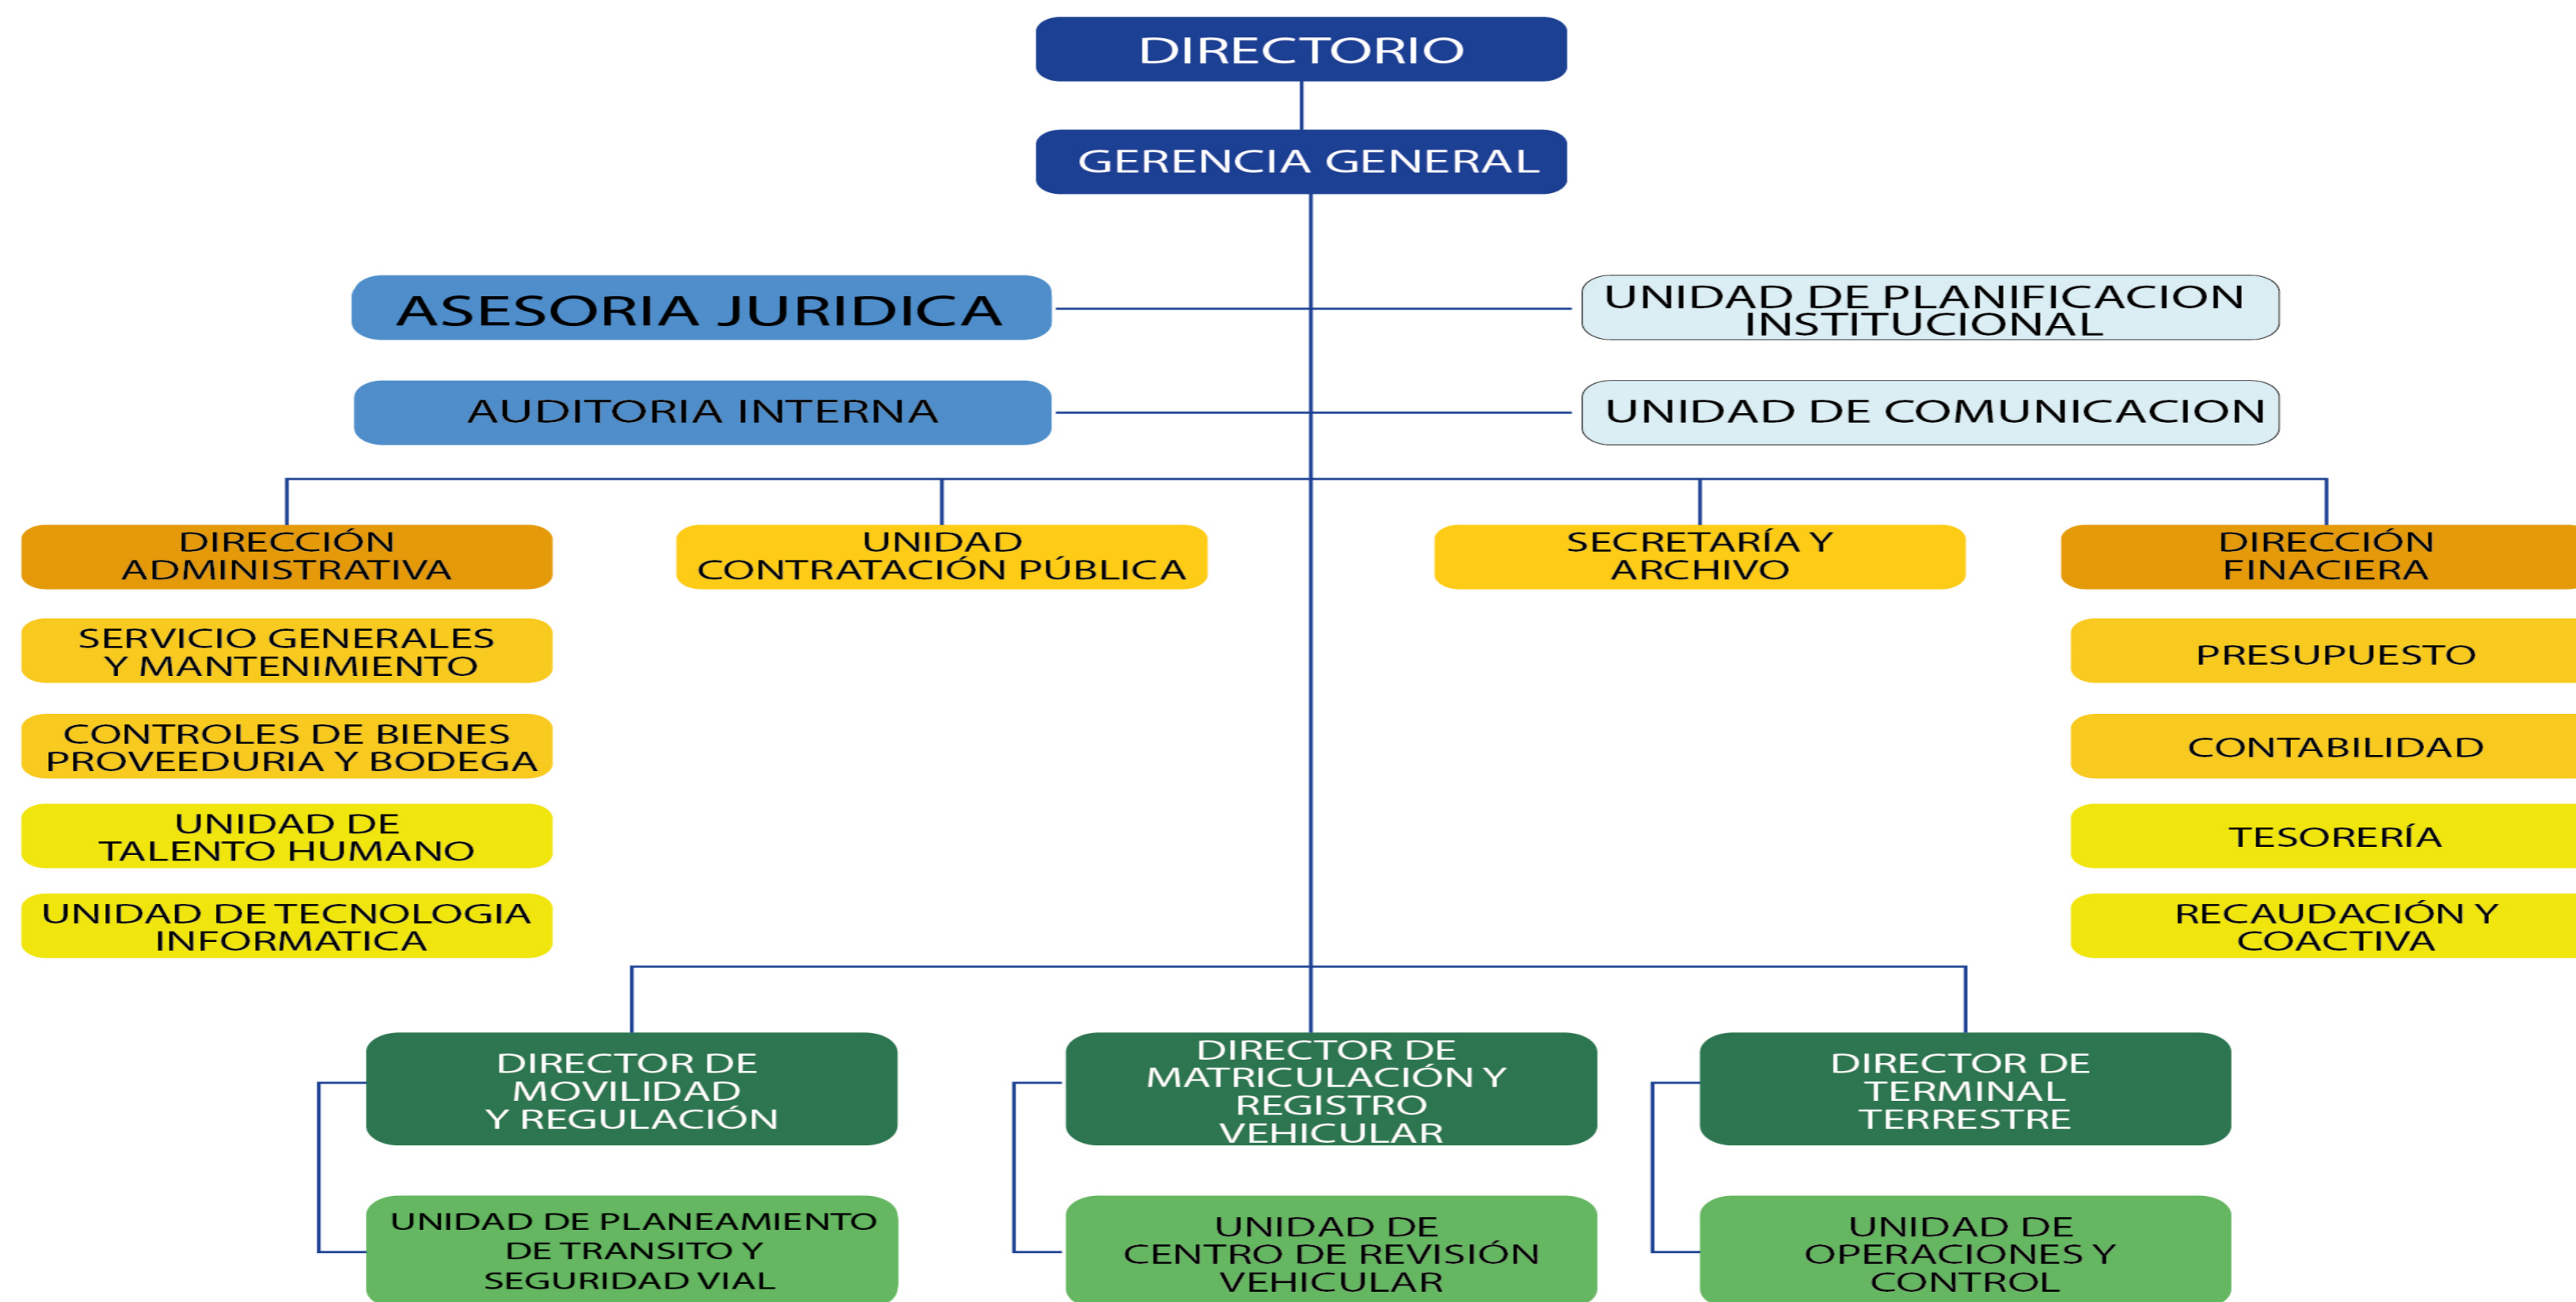 DIRECTORIO
GERENCIA GENERAL
ASESORIA JURIDICA
UNIDAD DE PLANIFICACION
INSTITUCIONAL
AUDITORIA INTERNA
UNIDAD DE COMUNICACION
DIRECCIÓN
ADMINISTRATIVA
UNIDAD
CONTRATACIÓN PÚBLICA
SECRETARÍA Y
ARCHIVO
DIRECCIÓN
FINACIERA
SERVICIO GENERALES
Y MANTENIMIENTO
PRESUPUESTO
CONTROLES DE BIENES
PROVEEDURIA Y BODEGA
CONTABILIDAD
UNIDAD DE
TALENTO HUMANO
TESORERÍA
UNIDAD DE TECNOLOGIA
INFORMATICA
RECAUDACIÓN Y
COACTIVA
DIRECTOR DE
MOVILIDAD
Y REGULACIÓN
DIRECTOR DE
MATRICULACIÓN Y
REGISTRO
VEHICULAR
DIRECTOR DE
TERMINAL
TERRESTRE
UNIDAD DE PLANEAMIENTO
DE TRANSITO Y
SEGURIDAD VIAL
UNIDAD DE
CENTRO DE REVISIÓN
VEHICULAR
UNIDAD DE
OPERACIONES Y
CONTROL